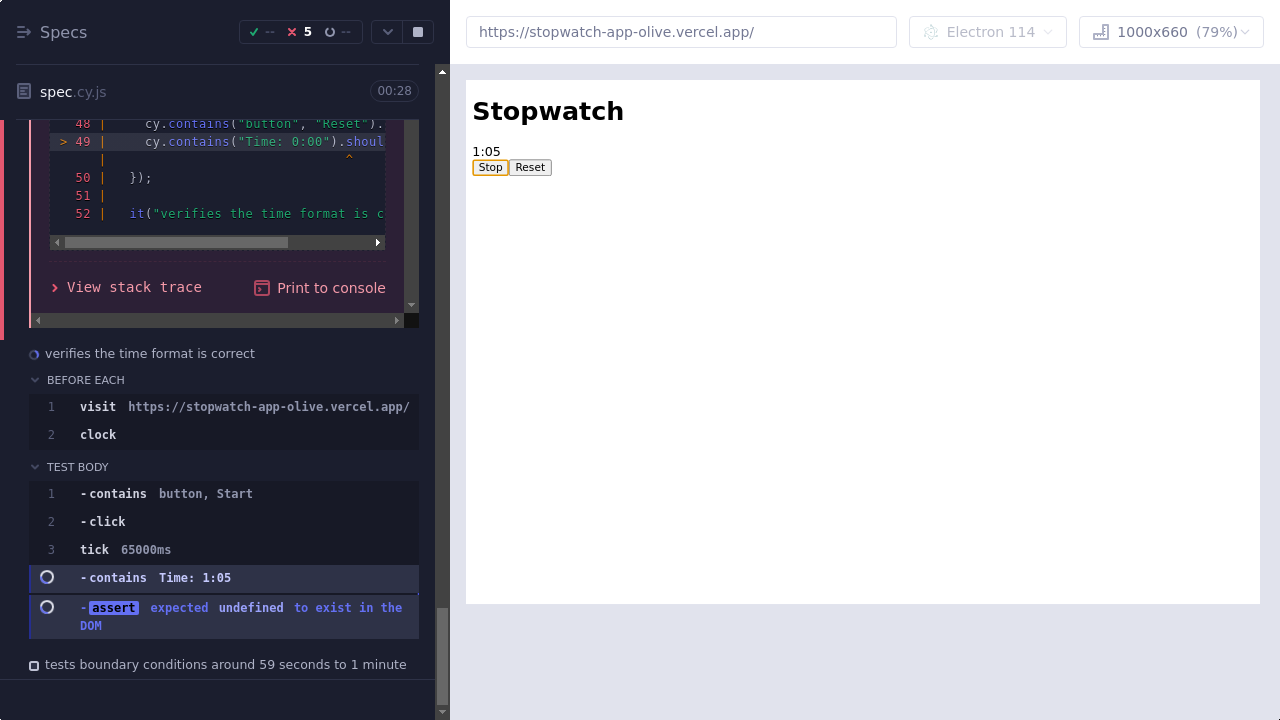 Specs
-- 5 --
spec.cy.js
00:28
48 | cy.contains("button", "Reset").
> 49 | cy.contains("Time: 0:00").shoul
| ^
50 | });
51 |
52 | it("verifies the time format is c
View stack trace
Print to console
verifies the time format is correct
BEFORE EACH
1 visit https://stopwatch-app-olive.vercel.app/
2 clock
TEST BODY
1 -contains button, Start
2 -click
3 tick 65000ms
-contains Time: 1:05
-assert expected undefined to exist in the
DOM
tests boundary conditions around 59 seconds to 1 minute
https://stopwatch-app-olive.vercel.app/
Electron 114
1000x660 (79%)
Stopwatch
1:05
Stop Reset